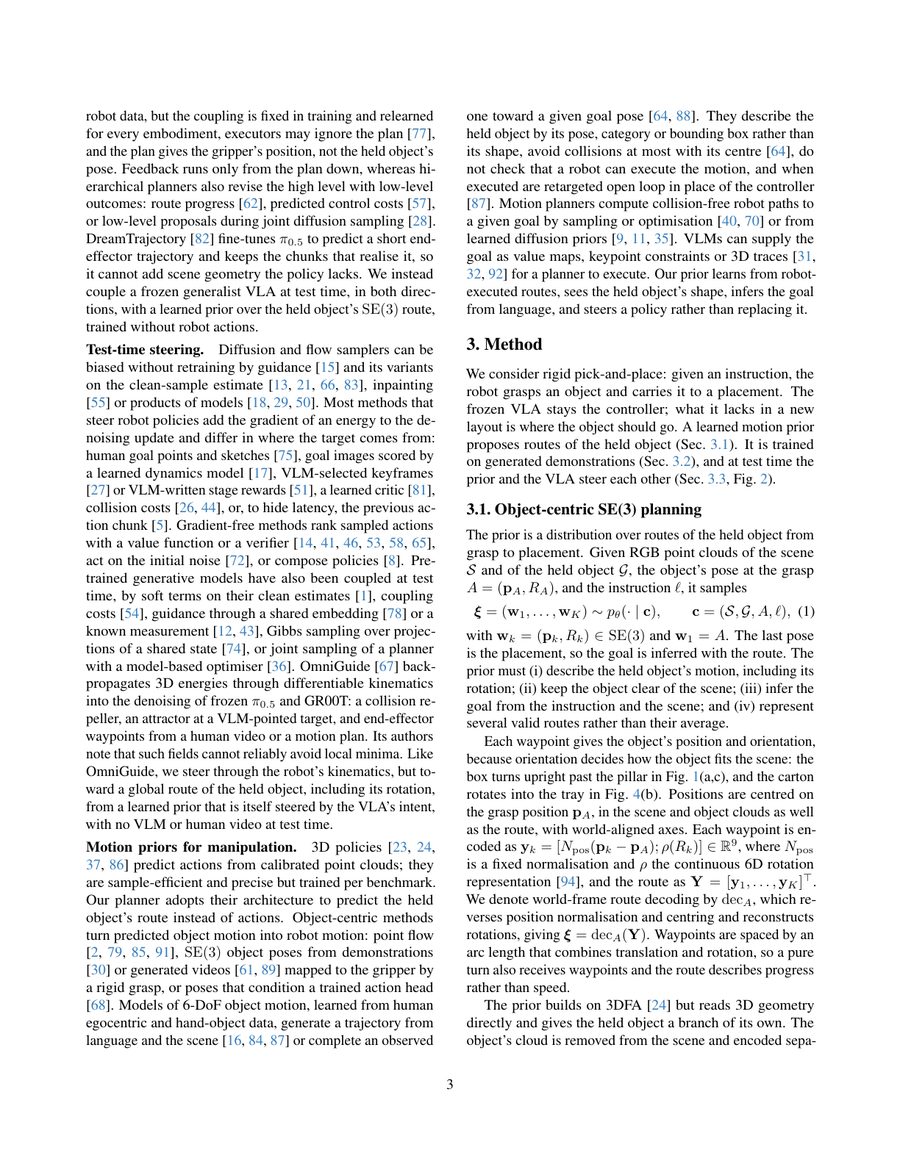 robot data, but the coupling is fixed in training and relearned
for every embodiment, executors may ignore the plan [77],
and the plan gives the gripper's position, not the held object's
pose. Feedback runs only from the plan down, whereas hi-
erarchical planners also revise the high level with low-level
outcomes: route progress [62], predicted control costs [57],
or low-level proposals during joint diffusion sampling [28].
DreamTrajectory [82] fine-tunes π0.5 to predict a short end-
effector trajectory and keeps the chunks that realise it, so
it cannot add scene geometry the policy lacks. We instead
couple a frozen generalist VLA at test time, in both direc-
tions, with a learned prior over the held object's SE(3) route,
trained without robot actions.
Test-time steering. Diffusion and flow samplers can be
biased without retraining by guidance [15] and its variants
on the clean-sample estimate [13, 21, 66, 83], inpainting
[55] or products of models [18, 29, 50]. Most methods that
steer robot policies add the gradient of an energy to the de-
noising update and differ in where the target comes from:
human goal points and sketches [75], goal images scored by
a learned dynamics model [17], VLM-selected keyframes
[27] or VLM-written stage rewards [51], a learned critic [81],
collision costs [26, 44], or, to hide latency, the previous ac-
tion chunk [5]. Gradient-free methods rank sampled actions
with a value function or a verifier [14, 41, 46, 53, 58, 65],
act on the initial noise [72], or compose policies [8]. Pre-
trained generative models have also been coupled at test
time, by soft terms on their clean estimates [1], coupling
costs [54], guidance through a shared embedding [78] or a
known measurement [12, 43], Gibbs sampling over projec-
tions of a shared state [74], or joint sampling of a planner
with a model-based optimiser [36]. OmniGuide [67] back-
propagates 3D energies through differentiable kinematics
into the denoising of frozen π0.5 and GR00T: a collision re-
peller, an attractor at a VLM-pointed target, and end-effector
waypoints from a human video or a motion plan. Its authors
note that such fields cannot reliably avoid local minima. Like
OmniGuide, we steer through the robot's kinematics, but to-
ward a global route of the held object, including its rotation,
from a learned prior that is itself steered by the VLA's intent,
with no VLM or human video at test time.
Motion priors for manipulation. 3D policies [23, 24,
37, 86] predict actions from calibrated point clouds; they
are sample-efficient and precise but trained per benchmark.
Our planner adopts their architecture to predict the held
object's route instead of actions. Object-centric methods
turn predicted object motion into robot motion: point flow
[2, 79, 85, 91], SE(3) object poses from demonstrations
[30] or generated videos [61, 89] mapped to the gripper by
a rigid grasp, or poses that condition a trained action head
[68]. Models of 6-DoF object motion, learned from human
egocentric and hand-object data, generate a trajectory from
language and the scene [16, 84, 87] or complete an observed
one toward a given goal pose [64, 88]. They describe the
held object by its pose, category or bounding box rather than
its shape, avoid collisions at most with its centre [64], do
not check that a robot can execute the motion, and when
executed are retargeted open loop in place of the controller
[87]. Motion planners compute collision-free robot paths to
a given goal by sampling or optimisation [40, 70] or from
learned diffusion priors [9, 11, 35]. VLMs can supply the
goal as value maps, keypoint constraints or 3D traces [31,
32, 92] for a planner to execute. Our prior learns from robot-
executed routes, sees the held object's shape, infers the goal
from language, and steers a policy rather than replacing it.
3. Method
We consider rigid pick-and-place: given an instruction, the
robot grasps an object and carries it to a placement. The
frozen VLA stays the controller; what it lacks in a new
layout is where the object should go. A learned motion prior
proposes routes of the held object (Sec. 3.1). It is trained
on generated demonstrations (Sec. 3.2), and at test time the
prior and the VLA steer each other (Sec. 3.3, Fig. 2).
3.1. Object-centric SE(3) planning
The prior is a distribution over routes of the held object from
grasp to placement. Given RGB point clouds of the scene
𝒮 and of the held object 𝒢, the object's pose at the grasp
A = (pA, RA), and the instruction ℓ, it samples
ξ = (w1, . . . , wK) ∼ pθ(· | c), c = (𝒮, 𝒢, A, ℓ), (1)
with wk = (pk, Rk) ∈ SE(3) and w1 = A. The last pose
is the placement, so the goal is inferred with the route. The
prior must (i) describe the held object's motion, including its
rotation; (ii) keep the object clear of the scene; (iii) infer the
goal from the instruction and the scene; and (iv) represent
several valid routes rather than their average.
Each waypoint gives the object's position and orientation,
because orientation decides how the object fits the scene: the
box turns upright past the pillar in Fig. 1(a,c), and the carton
rotates into the tray in Fig. 4(b). Positions are centred on
the grasp position pA, in the scene and object clouds as well
as the route, with world-aligned axes. Each waypoint is en-
coded as yk = [Npos(pk − pA); ρ(Rk)] ∈ ℝ⁹, where Npos
is a fixed normalisation and ρ the continuous 6D rotation
representation [94], and the route as Y = [y1, . . . , yK]⊤.
We denote world-frame route decoding by decA, which re-
verses position normalisation and centring and reconstructs
rotations, giving ξ = decA(Y). Waypoints are spaced by an
arc length that combines translation and rotation, so a pure
turn also receives waypoints and the route describes progress
rather than speed.
The prior builds on 3DFA [24] but reads 3D geometry
directly and gives the held object a branch of its own. The
object's cloud is removed from the scene and encoded sepa-
3